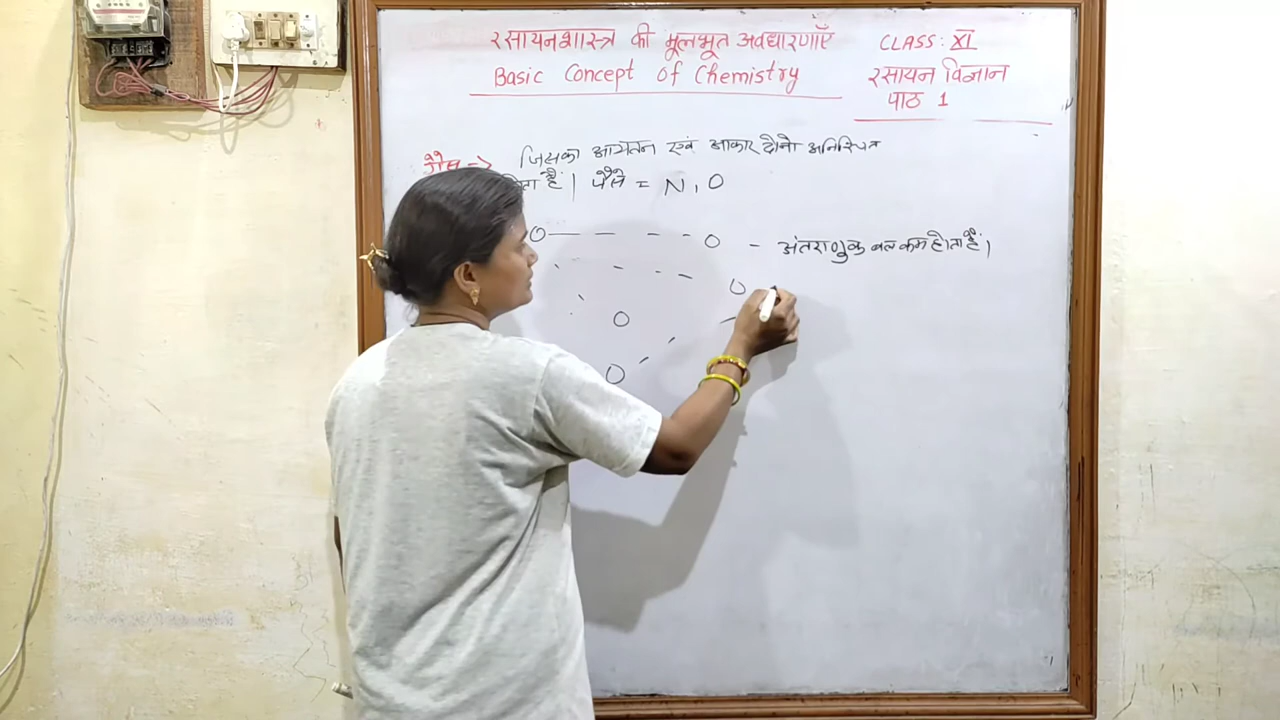 रसायनशास्त्र की मूलभूत अवधारणाएँ
Basic Concept of Chemistry
CLASS: XI
रसायन विज्ञान
पाठ 1
गैस => जिसका आयतन एवं आकार दोनो अनिश्चित
है। जैसे = N, O
- अंतराणुक बल कम होता है।